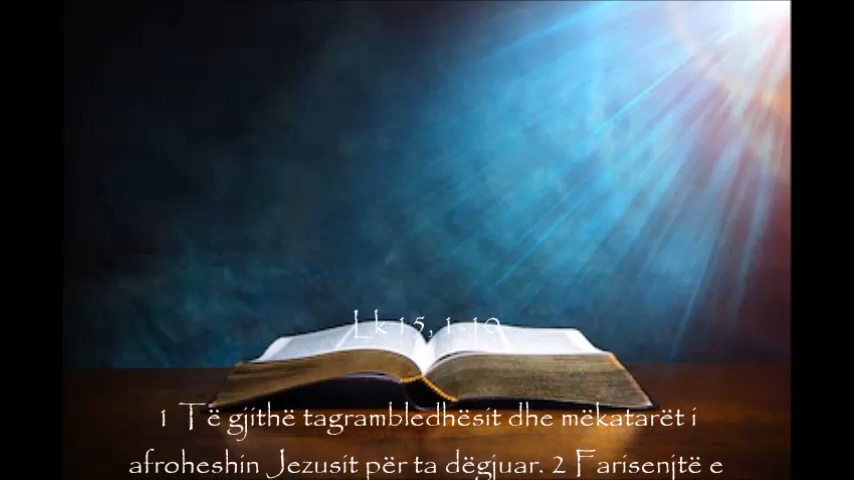 Lk 15, 1-10
1 Të gjithë tagrambledhësit dhe mëkatarët i
afroheshin Jezusit për ta dëgjuar. 2 Farisenjtë e